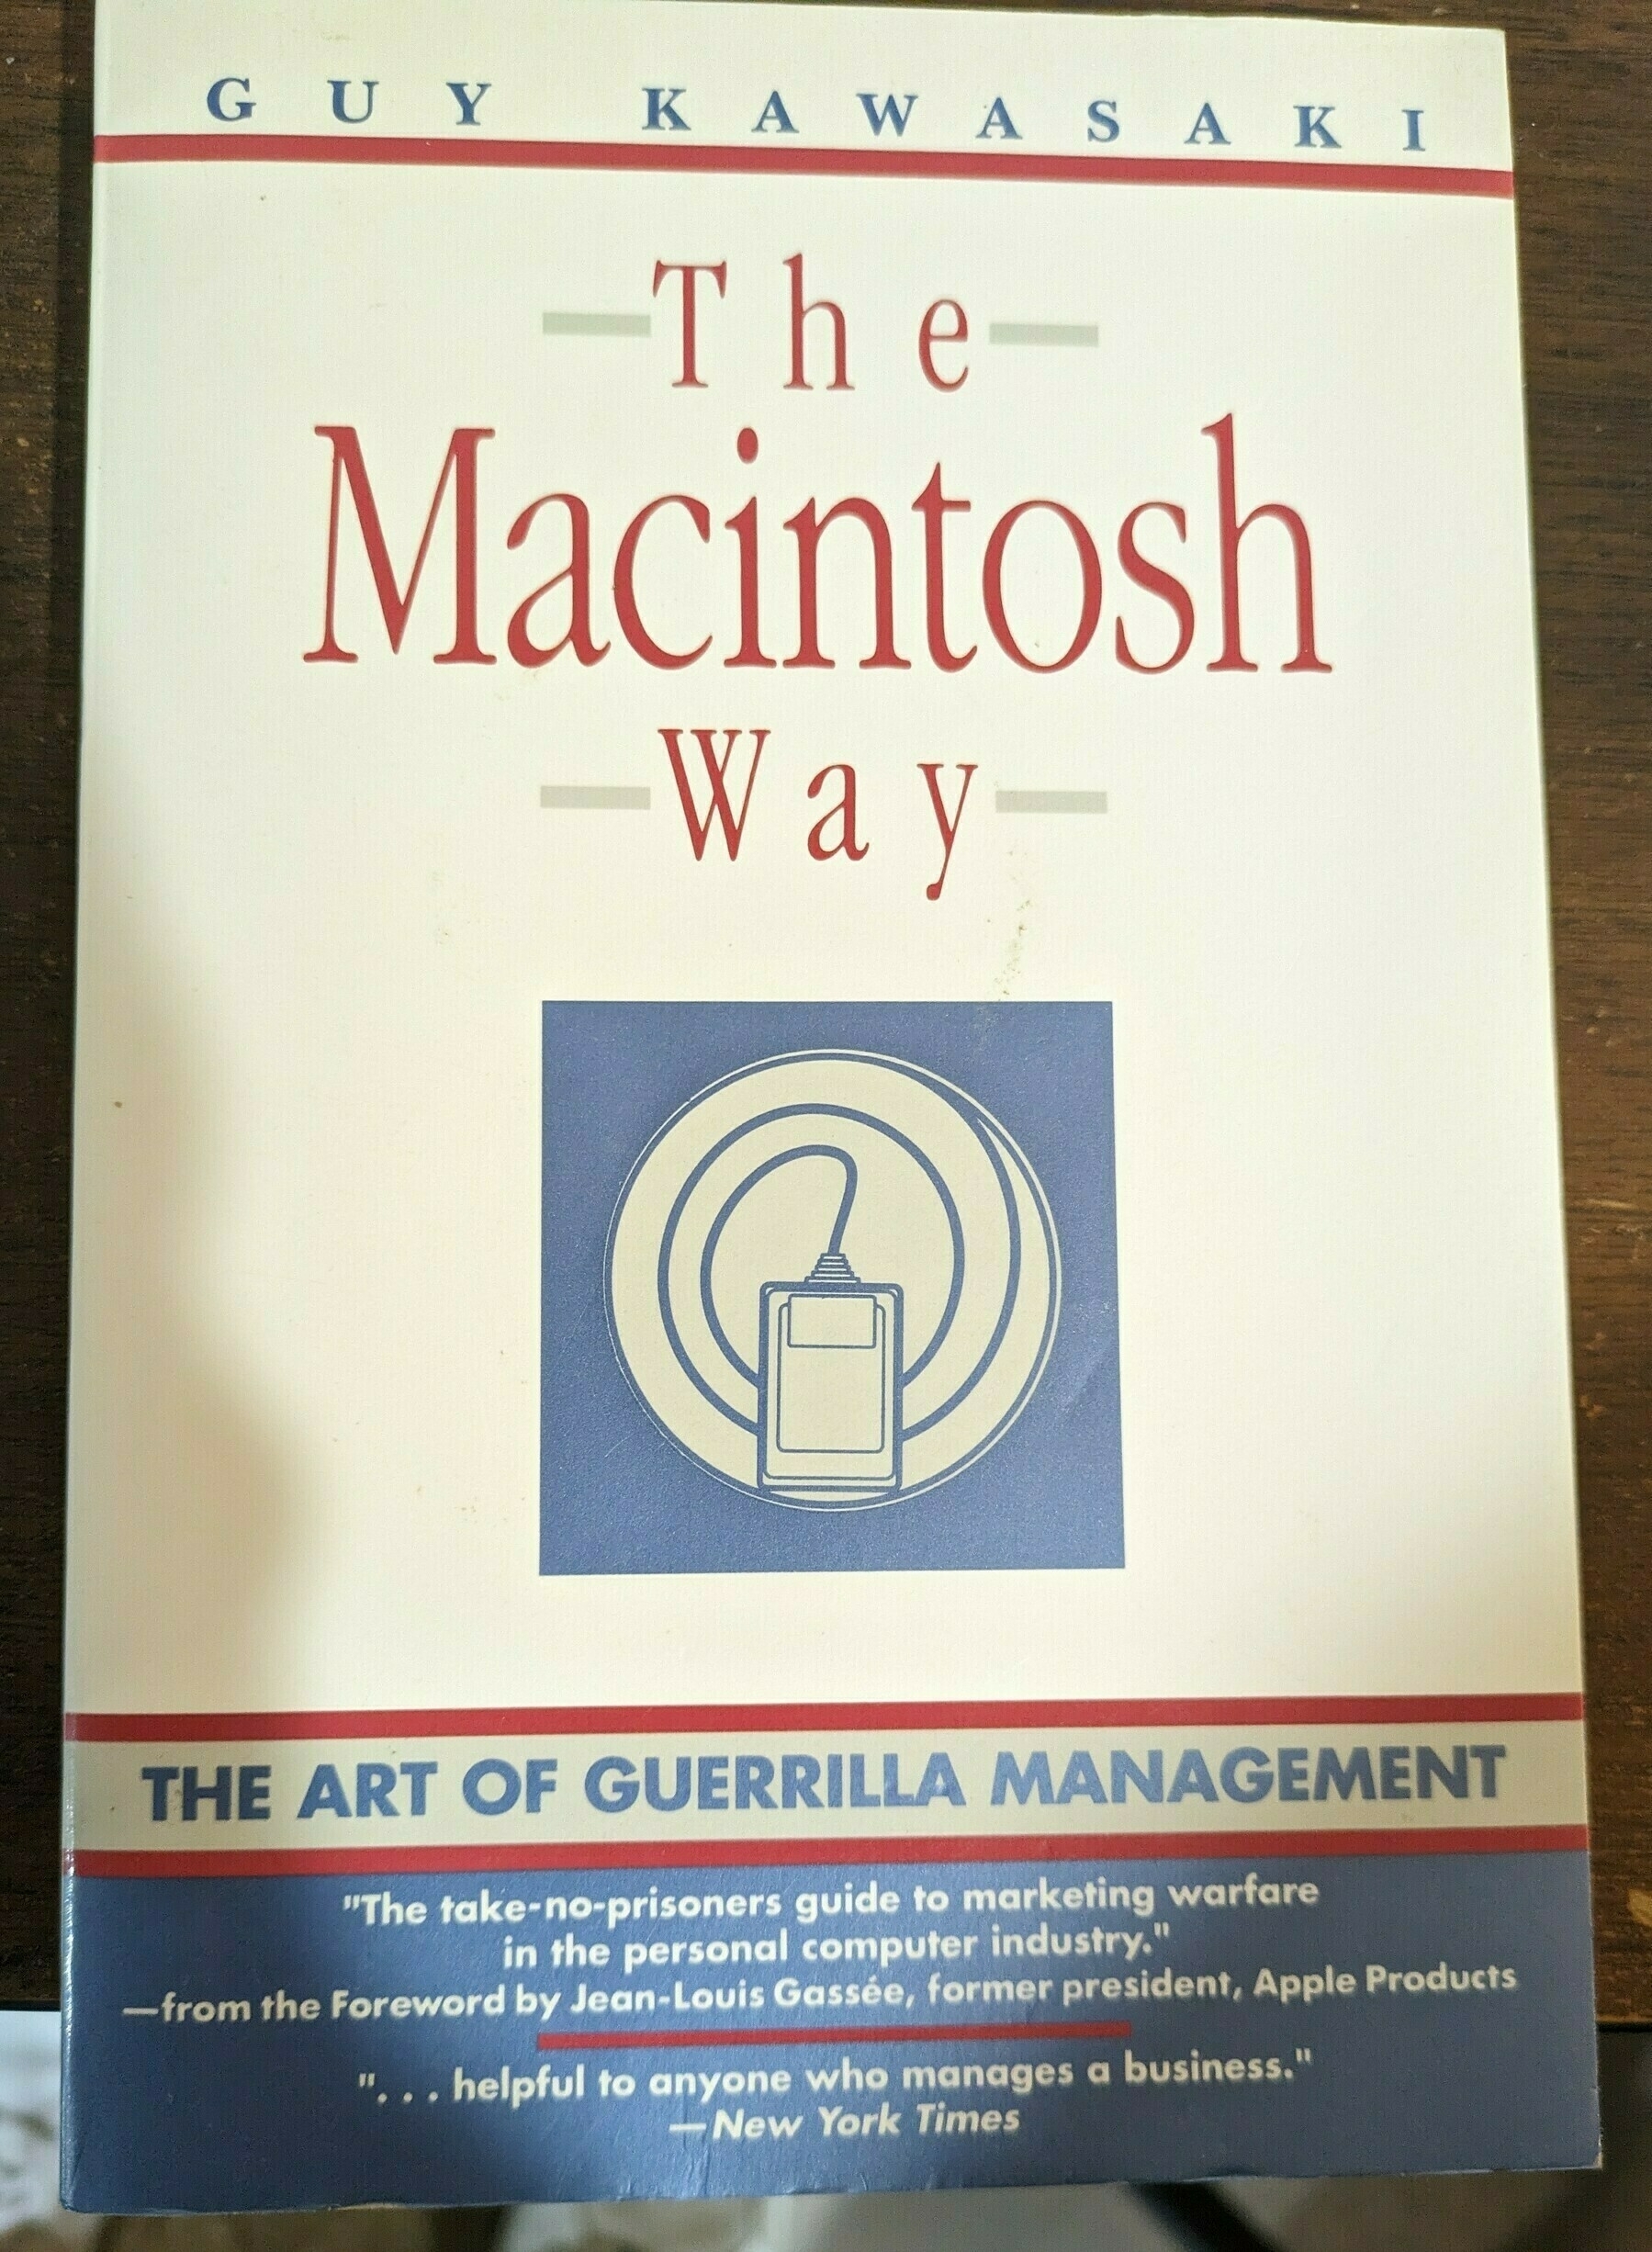 GUY KAWASAKI
The
Macintosh
Way
THE ART OF GUERRILLA MANAGEMENT
"The take-no-prisoners guide to marketing warfare
in the personal computer industry."
—from the Foreword by Jean-Louis Gassée, former president, Apple Products
". . . helpful to anyone who manages a business."
—New York Times